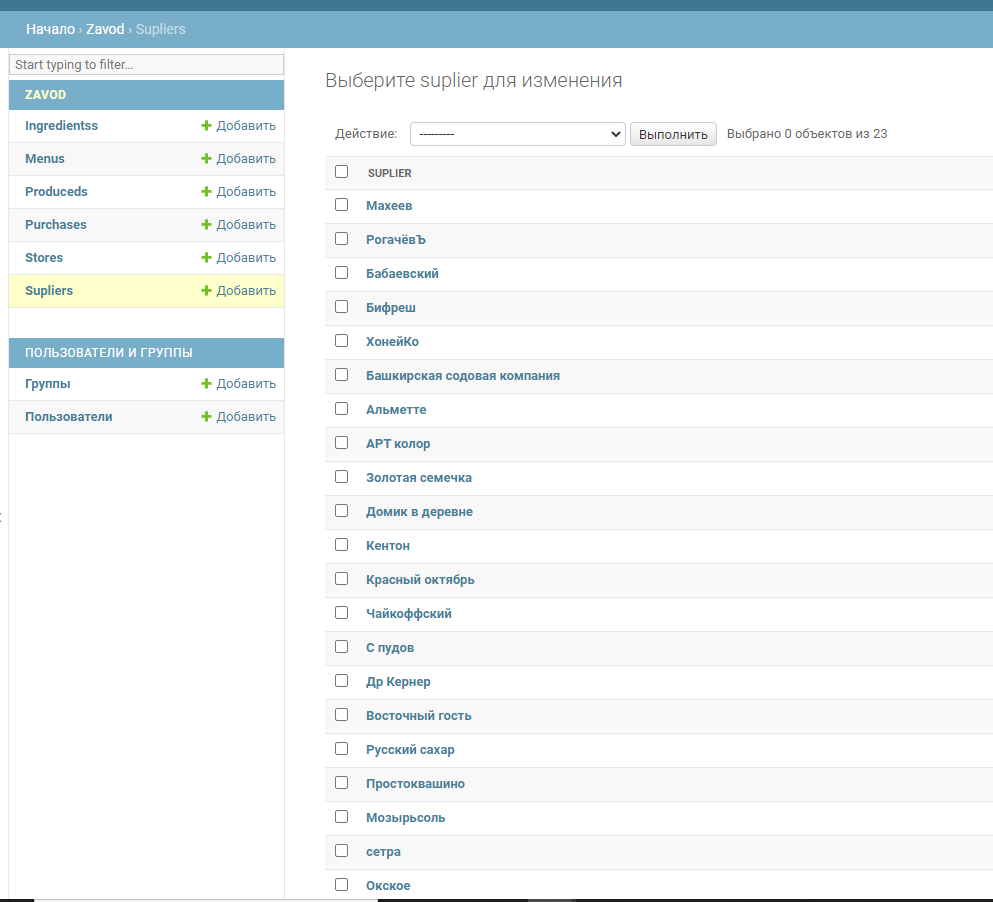 Начало › Zavod › Supliers
Start typing to filter...
ZAVOD
Ingredientss Добавить
Menus Добавить
Produceds Добавить
Purchases Добавить
Stores Добавить
Supliers Добавить
ПОЛЬЗОВАТЕЛИ И ГРУППЫ
Группы Добавить
Пользователи Добавить
Выберите suplier для изменения
Действие: --------- Выполнить Выбрано 0 объектов из 23
SUPLIER
Махеев
РогачёвЪ
Бабаевский
Бифреш
ХонейКо
Башкирская содовая компания
Альметте
АРТ колор
Золотая семечка
Домик в деревне
Кентон
Красный октябрь
Чайкоффский
С пудов
Др Кернер
Восточный гость
Русский сахар
Простоквашино
Мозырьсоль
сетра
Окское